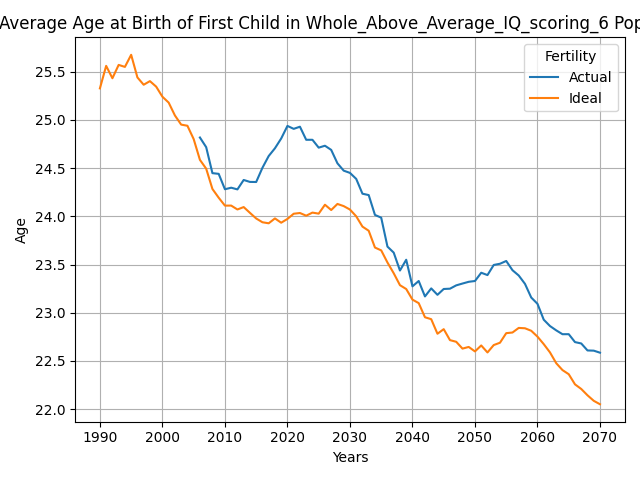 Average Age at Birth of First Child in Whole_Above_Average_IQ_scoring_6 Pop
Fertility
Actual
Ideal
25.5
25.0
24.5
24.0
23.5
23.0
22.5
22.0
Age
1990 2000 2010 2020 2030 2040 2050 2060 2070
Years